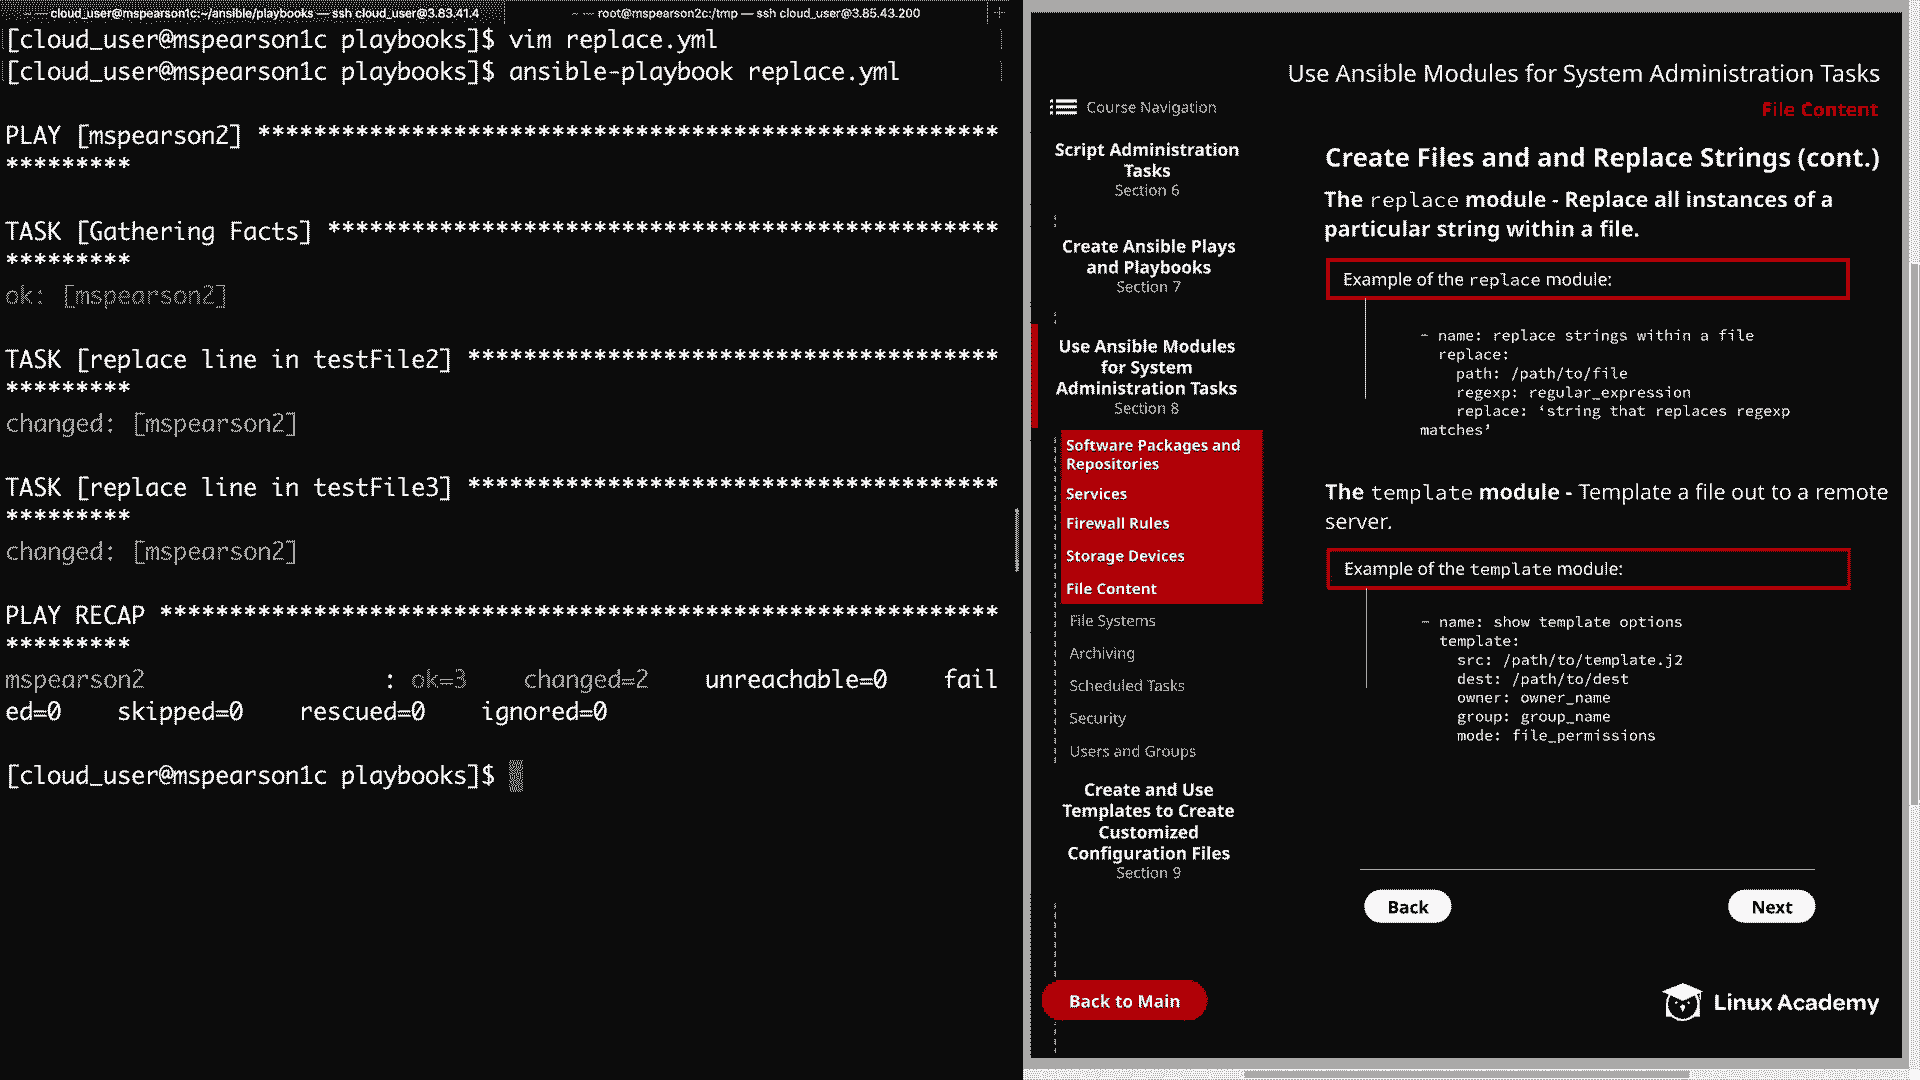 cloud_user@mspearson1c:~/ansible/playbooks — ssh cloud_user@3.83.41.4
root@mspearson2c:/tmp — ssh cloud_user@3.85.43.200
[cloud_user@mspearson1c playbooks]$ vim replace.yml
[cloud_user@mspearson1c playbooks]$ ansible-playbook replace.yml
PLAY [mspearson2] *****************************************************
*********
TASK [Gathering Facts] ************************************************
*********
ok: [mspearson2]
TASK [replace line in testFile2] **************************************
*********
changed: [mspearson2]
TASK [replace line in testFile3] **************************************
*********
changed: [mspearson2]
PLAY RECAP ************************************************************
*********
mspearson2                 : ok=3    changed=2    unreachable=0    fail
ed=0    skipped=0    rescued=0    ignored=0
[cloud_user@mspearson1c playbooks]$
Use Ansible Modules for System Administration Tasks
File Content
Course Navigation
Script Administration
Tasks
Section 6
Create Ansible Plays
and Playbooks
Section 7
Use Ansible Modules
for System
Administration Tasks
Section 8
Software Packages and
Repositories
Services
Firewall Rules
Storage Devices
File Content
File Systems
Archiving
Scheduled Tasks
Security
Users and Groups
Create and Use
Templates to Create
Customized
Configuration Files
Section 9
Back to Main
Create Files and and Replace Strings (cont.)
The replace module - Replace all instances of a
particular string within a file.
Example of the replace module:
- name: replace strings within a file
replace:
path: /path/to/file
regexp: regular_expression
replace: ‘string that replaces regexp
matches’
The template module - Template a file out to a remote
server.
Example of the template module:
- name: show template options
template:
src: /path/to/template.j2
dest: /path/to/dest
owner: owner_name
group: group_name
mode: file_permissions
Back
Next
Linux Academy